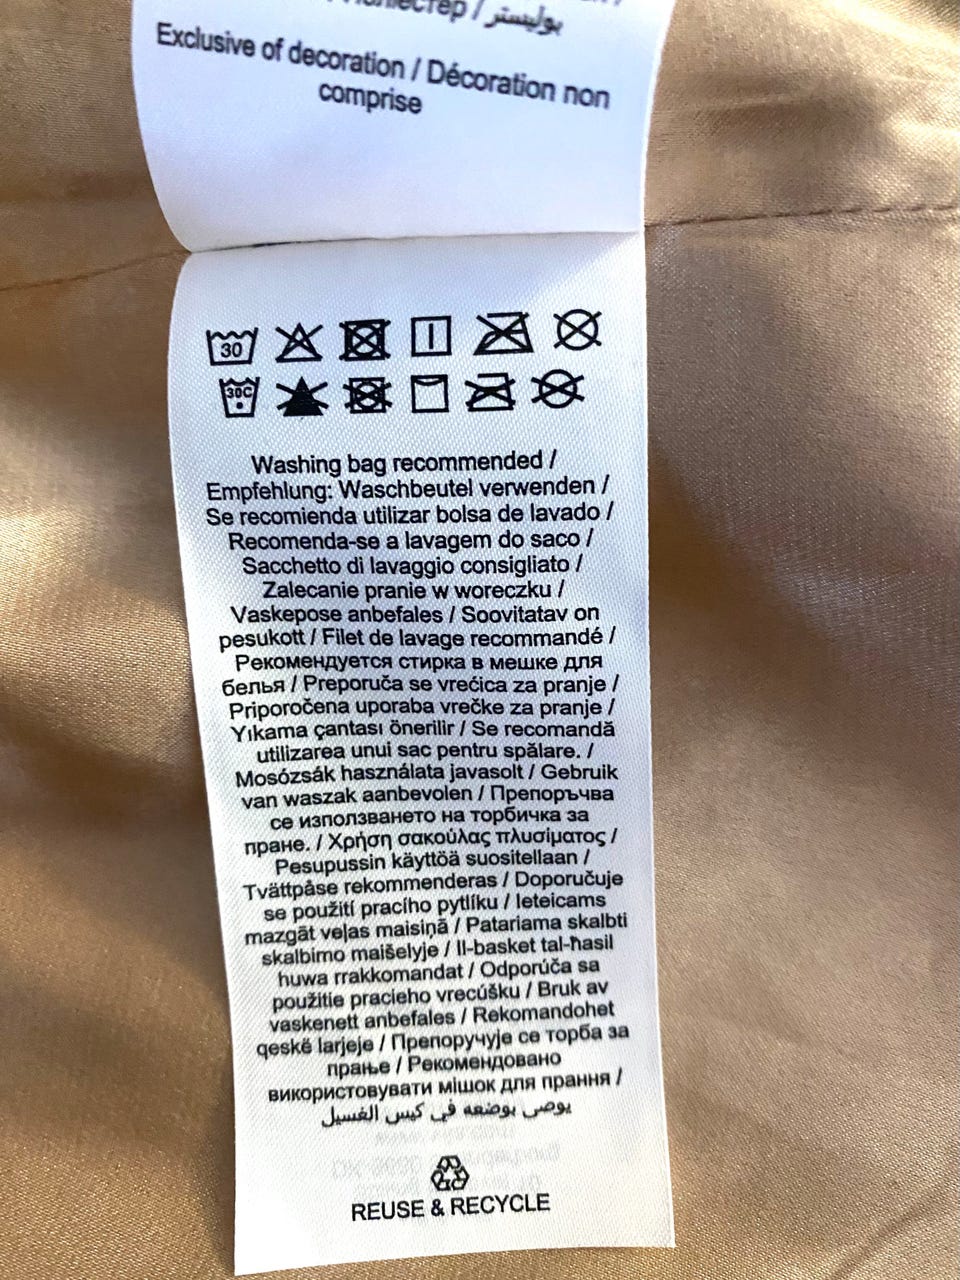 / بوليستر
Exclusive of decoration / Décoration non
comprise
30
30C
Washing bag recommended /
Empfehlung: Waschbeutel verwenden /
Se recomienda utilizar bolsa de lavado /
Recomenda-se a lavagem do saco /
Sacchetto di lavaggio consigliato /
Zalecanie pranie w woreczku /
Vaskepose anbefales / Soovitatav on
pesukott / Filet de lavage recommandé /
Рекомендуется стирка в мешке для
белья / Preporuča se vrećica za pranje /
Priporočena uporaba vrečke za pranje /
Yıkama çantası önerilir / Se recomandă
utilizarea unui sac pentru spălare. /
Mosózsák használata javasolt / Gebruik
van waszak aanbevolen / Препоръчва
се използването на торбичка за
пране. / Χρήση σακούλας πλυσίματος /
Pesupussin käyttöä suositellaan /
Tvättpåse rekommenderas / Doporučuje
se použití pracího pytlíku / Ieteicams
mazgāt veļas maisiņā / Patariama skalbti
skalbimo maišelyje / Il-basket tal-ħasil
huwa rrakkomandat / Odporúča sa
použitie pracieho vrecúšku / Bruk av
vaskenett anbefales / Rekomandohet
qeskë larjeje / Препоручује се торба за
прање / Рекомендовано
використовувати мішок для прання /
يوصى بوضعه في كيس الغسيل
REUSE & RECYCLE